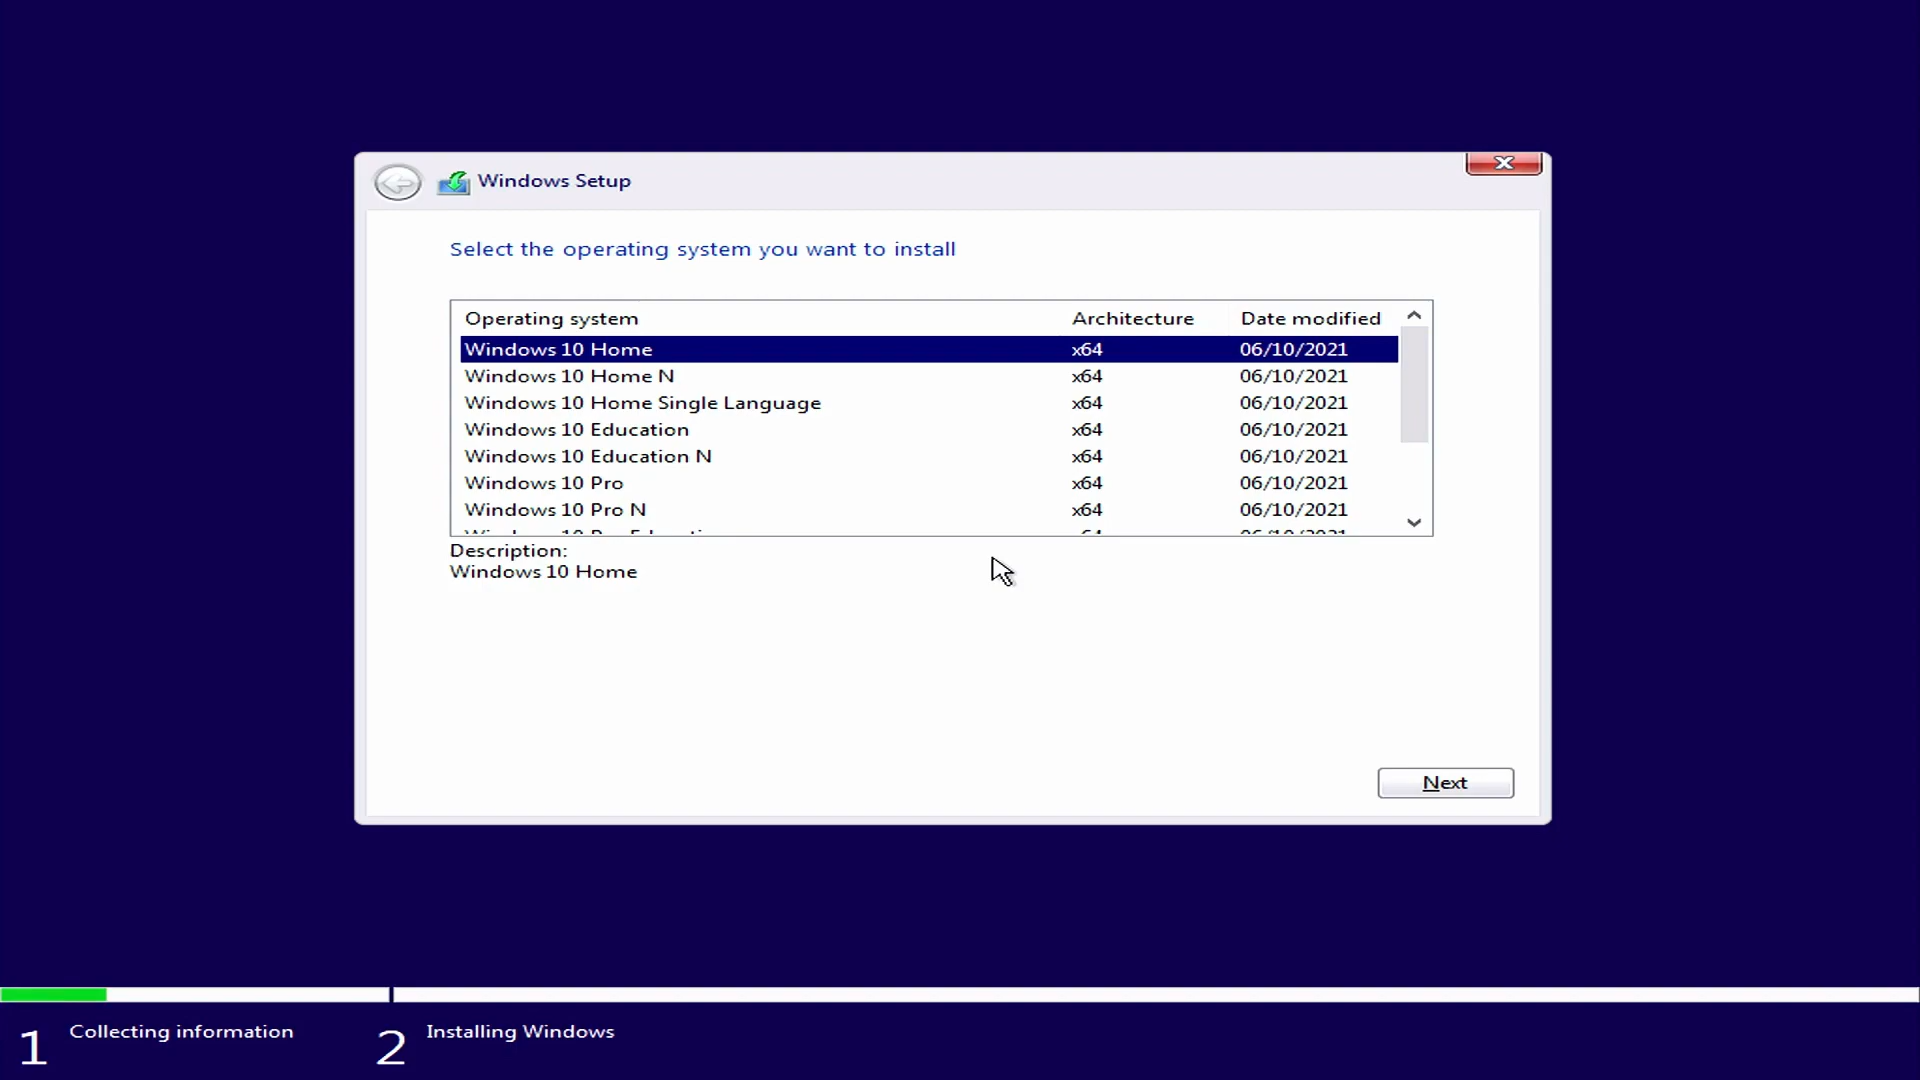 Windows Setup
Select the operating system you want to install
Operating system Architecture Date modified
Windows 10 Home x64 06/10/2021
Windows 10 Home N x64 06/10/2021
Windows 10 Home Single Language x64 06/10/2021
Windows 10 Education x64 06/10/2021
Windows 10 Education N x64 06/10/2021
Windows 10 Pro x64 06/10/2021
Windows 10 Pro N x64 06/10/2021
Description:
Windows 10 Home
Next
1 Collecting information 2 Installing Windows